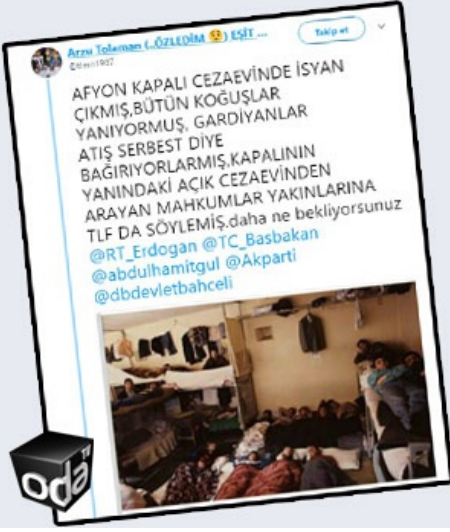 Arzu Toleman (..ÖZLEDİM 😢) EŞİT ...
Takip et
AFYON KAPALI CEZAEVİNDE İSYAN
ÇIKMIŞ,BÜTÜN KOĞUŞLAR
YANIYORMUŞ, GARDİYANLAR
ATIŞ SERBEST DİYE
BAĞIRIYORLARMIŞ,KAPALININ
YANINDAKİ AÇIK CEZAEVİNDEN
ARAYAN MAHKUMLAR YAKINLARINA
TLF DA SÖYLEMİŞ.daha ne bekliyorsunuz
@RT_Erdogan @TC_Basbakan
@abdulhamitgul @Akparti
@dbdevletbahceli
oda